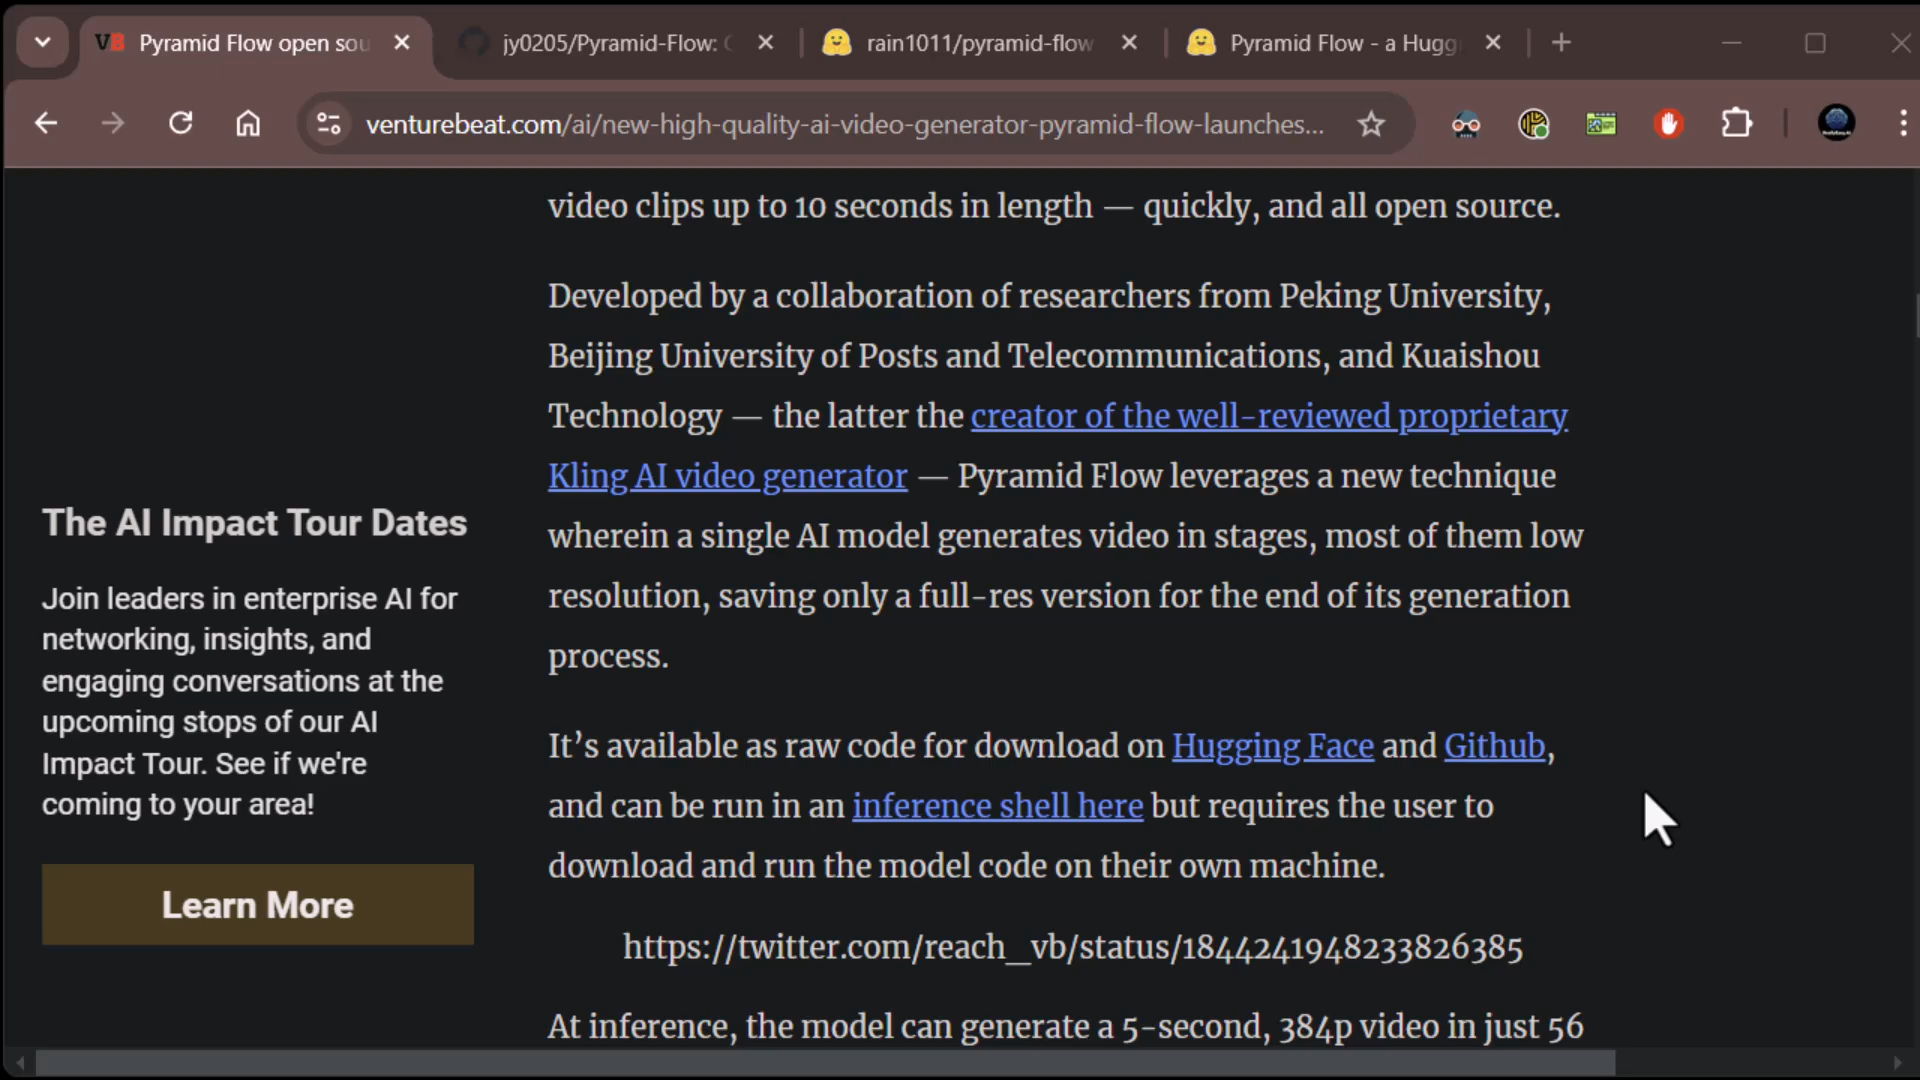 VB Pyramid Flow open sou
jy0205/Pyramid-Flow:
rain1011/pyramid-flow
Pyramid Flow - a Hugg
venturebeat.com/ai/new-high-quality-ai-video-generator-pyramid-flow-launches...
video clips up to 10 seconds in length — quickly, and all open source.
Developed by a collaboration of researchers from Peking University,
Beijing University of Posts and Telecommunications, and Kuaishou
Technology — the latter the creator of the well-reviewed proprietary
Kling AI video generator — Pyramid Flow leverages a new technique
wherein a single AI model generates video in stages, most of them low
resolution, saving only a full-res version for the end of its generation
process.
It’s available as raw code for download on Hugging Face and Github,
and can be run in an inference shell here but requires the user to
download and run the model code on their own machine.
https://twitter.com/reach_vb/status/1844241948233826385
At inference, the model can generate a 5-second, 384p video in just 56
The AI Impact Tour Dates
Join leaders in enterprise AI for
networking, insights, and
engaging conversations at the
upcoming stops of our AI
Impact Tour. See if we're
coming to your area!
Learn More